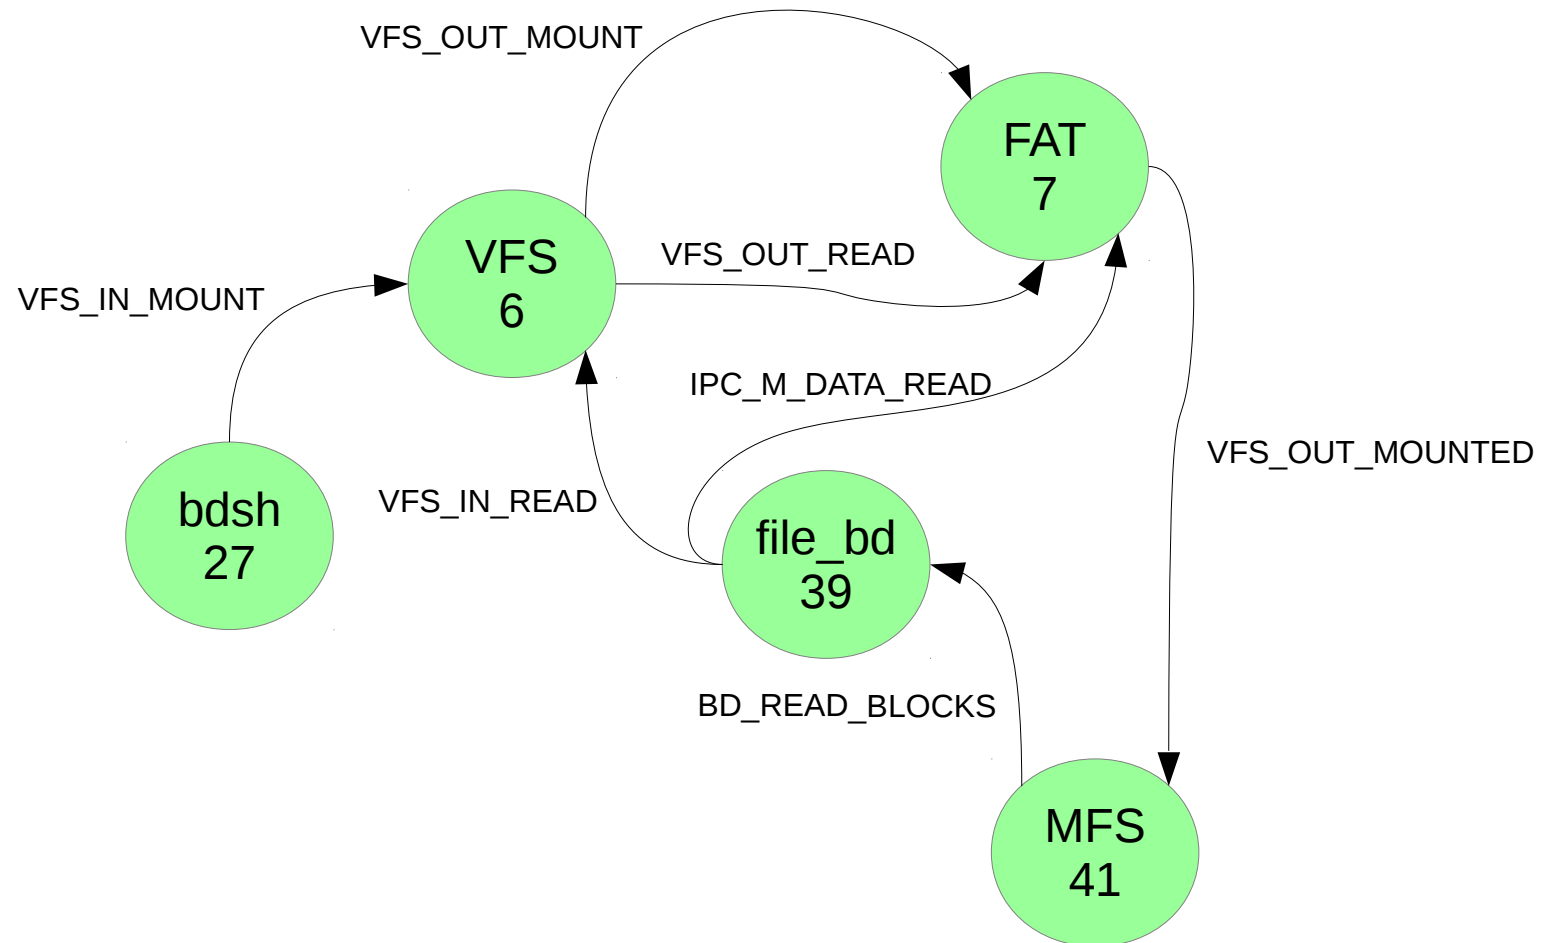 VFS_OUT_MOUNT
FAT
7
VFS
6
VFS_OUT_READ
VFS_IN_MOUNT
IPC_M_DATA_READ
VFS_OUT_MOUNTED
bdsh
27
VFS_IN_READ
file_bd
39
BD_READ_BLOCKS
MFS
41